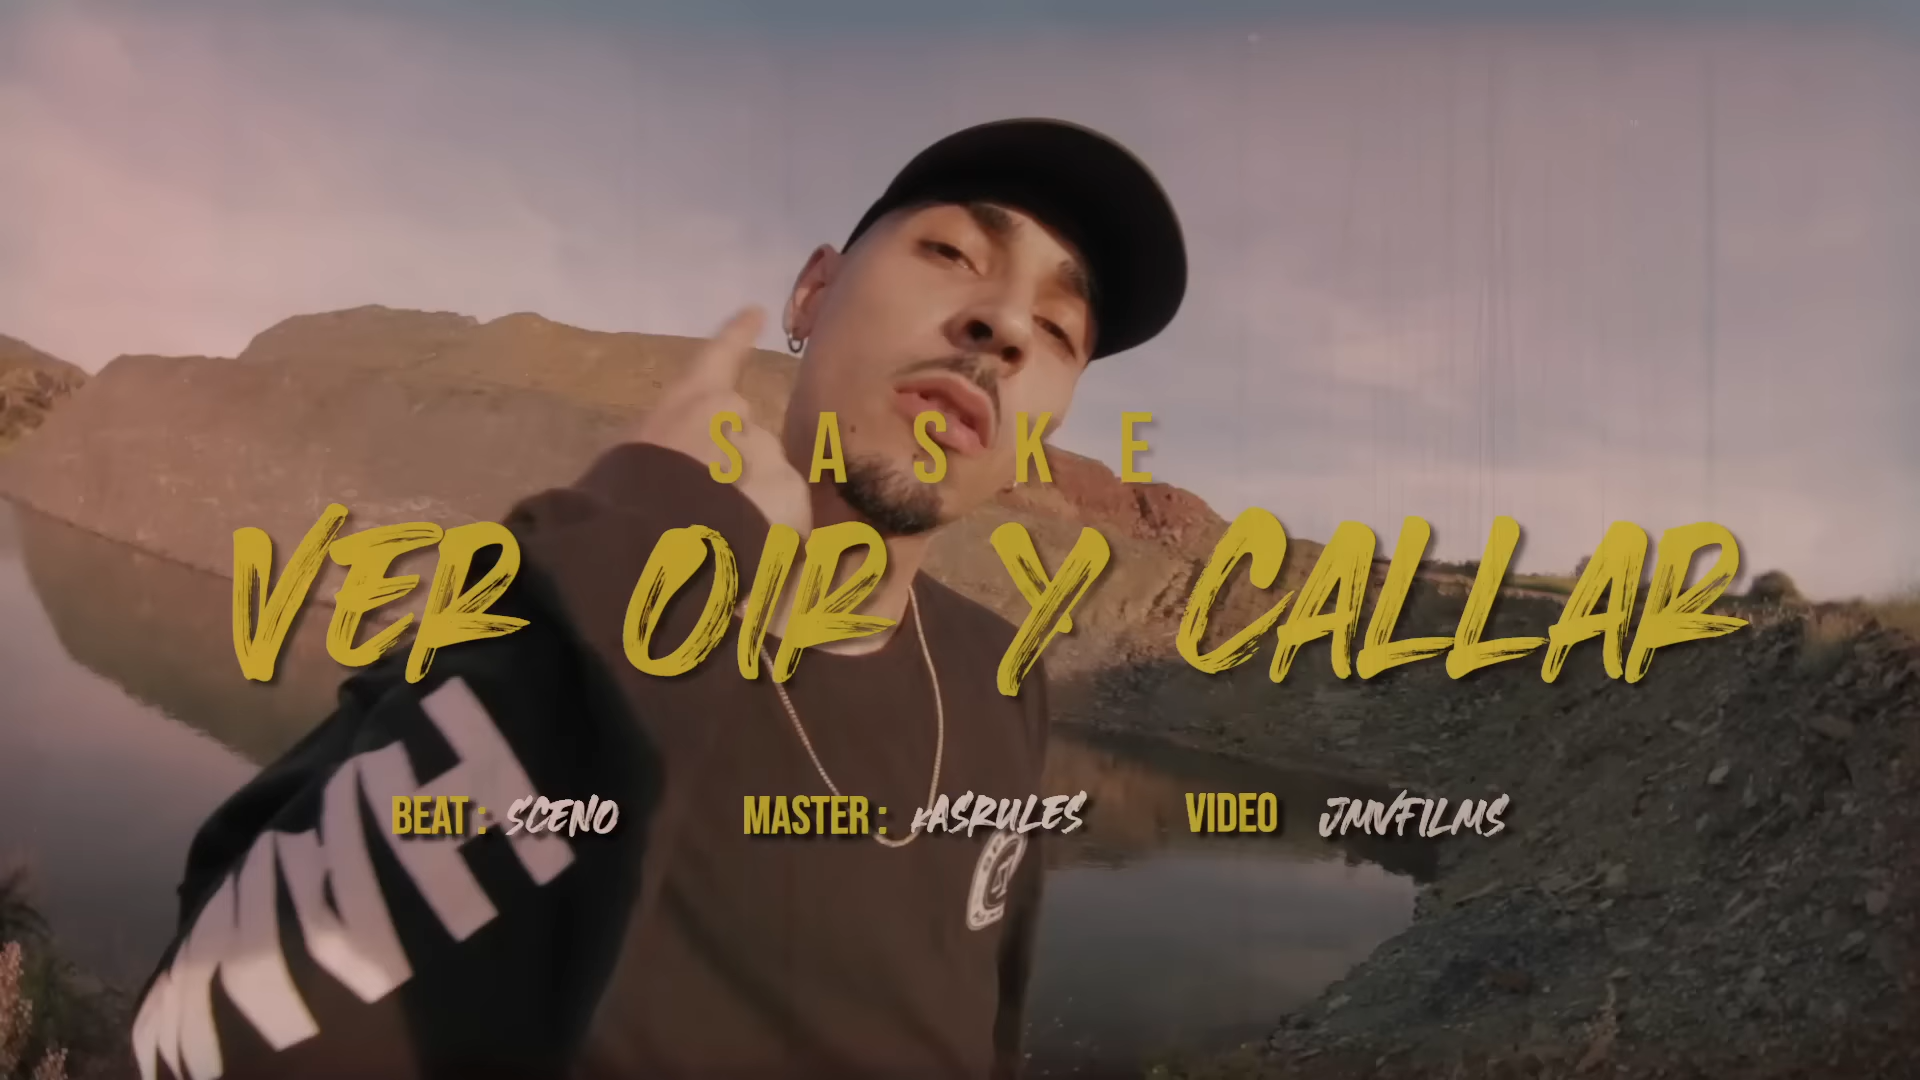 SASKE
VER OIR Y CALLAR
BEAT: SCENO MASTER: KASRULES VIDEO JMVFILMS